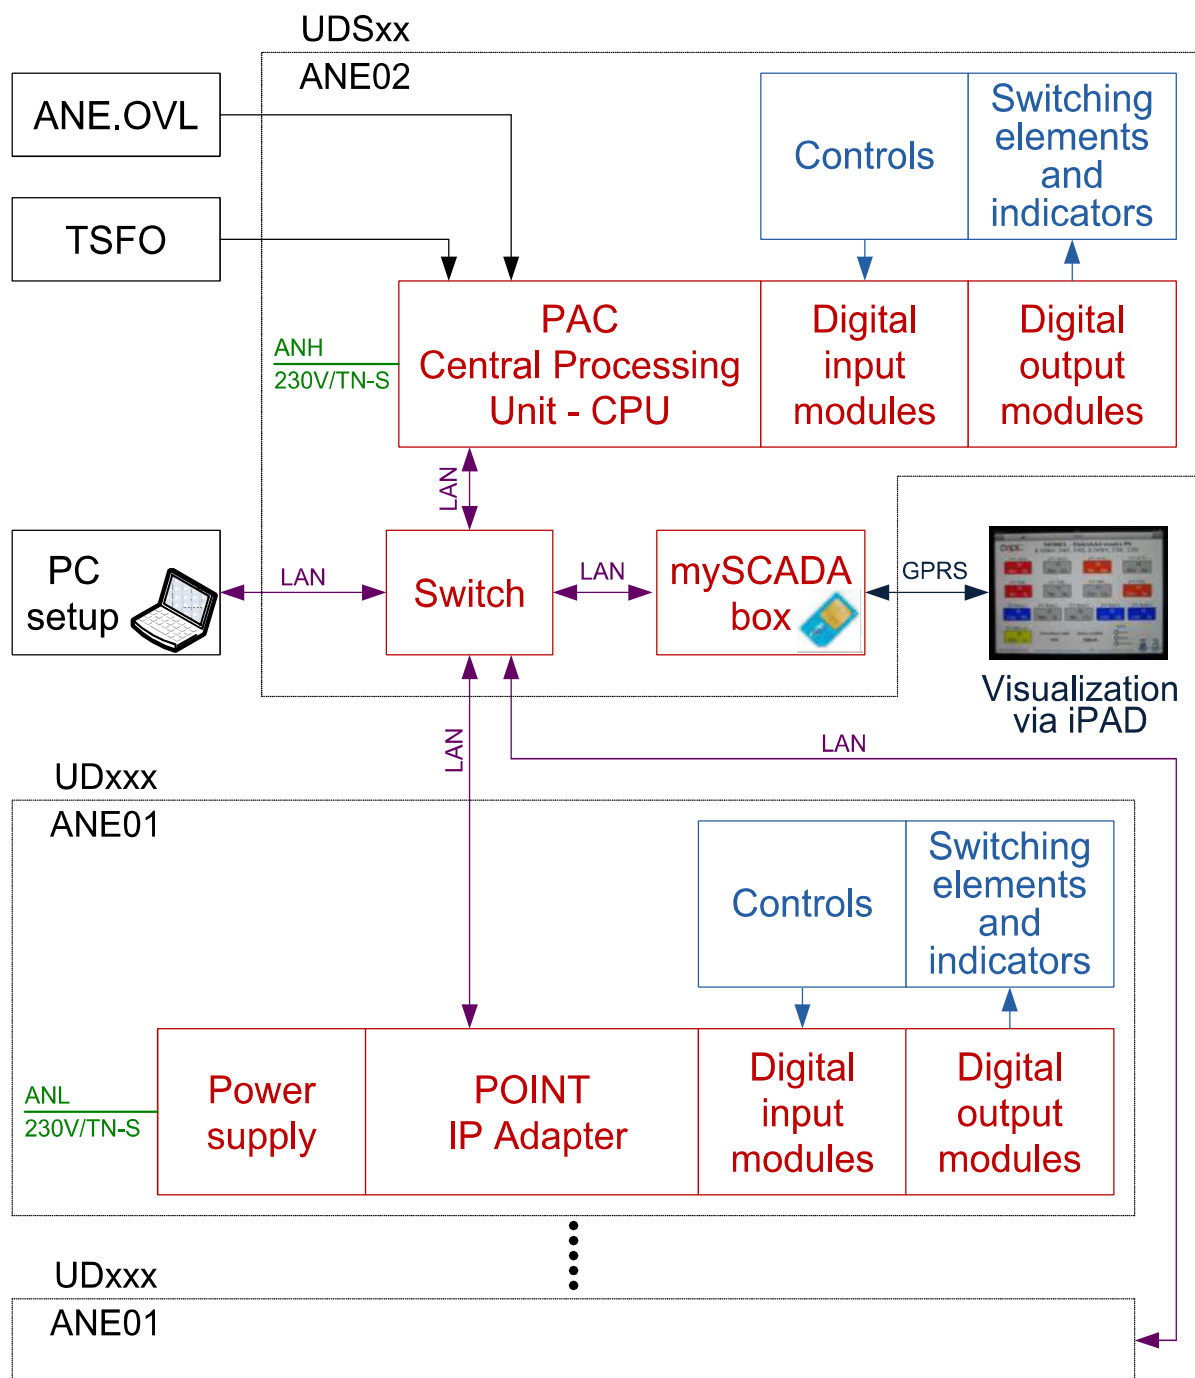 UDSxx
ANE02
ANE.OVL
TSFO
Controls
Switching
elements
and
indicators
PAC
Central Processing
Unit - CPU
Digital
input
modules
Digital
output
modules
ANH
230V/TN-S
LAN
PC
setup
LAN
Switch
LAN
mySCADA
box
GPRS
Visualization
via iPAD
LAN
LAN
UDxxx
ANE01
Controls
Switching
elements
and
indicators
ANL
230V/TN-S
Power
supply
POINT
IP Adapter
Digital
input
modules
Digital
output
modules
UDxxx
ANE01